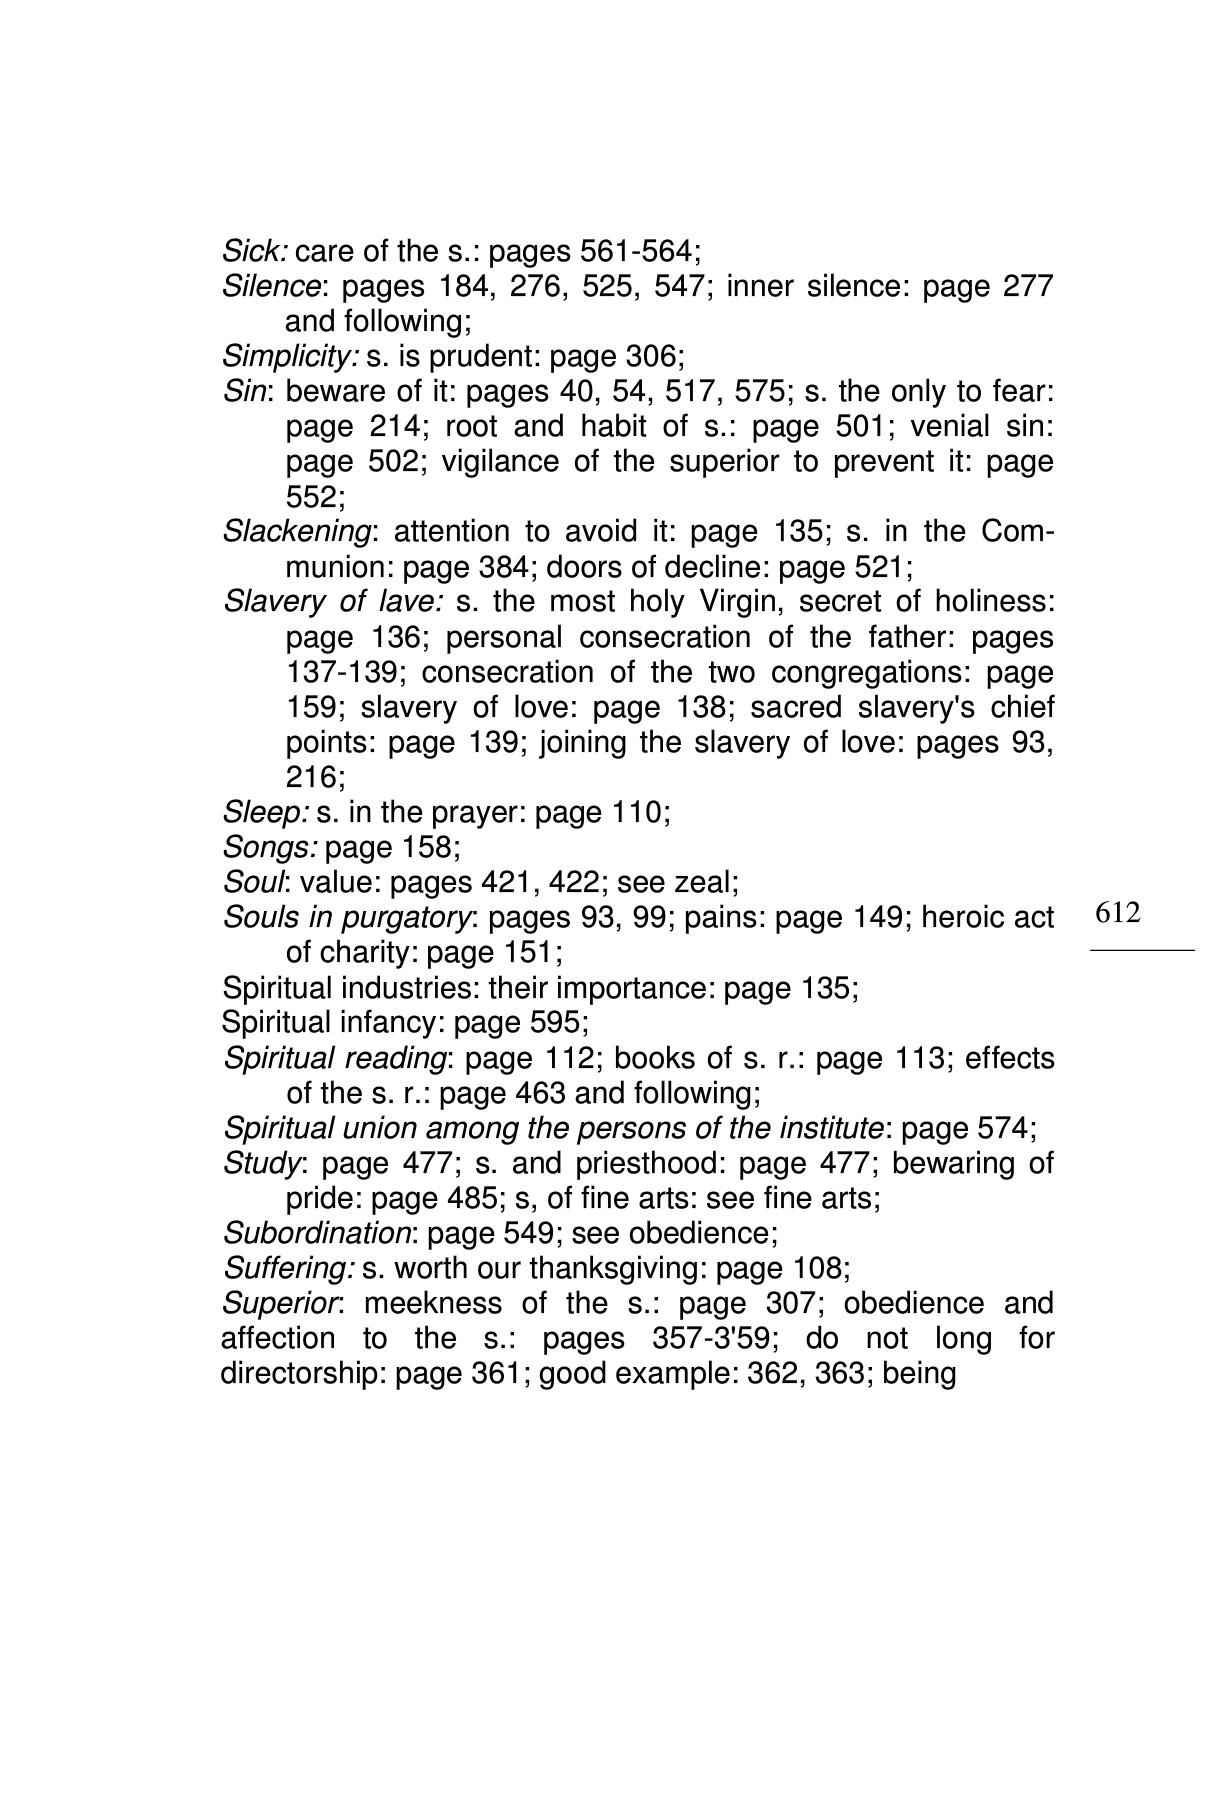 Sick: care of the s.: pages 561-564;
Silence: pages 184, 276, 525, 547; inner silence: page 277
and following;
Simplicity: s. is prudent: page 306;
Sin: beware of it: pages 40, 54, 517, 575; s. the only to fear:
page 214; root and habit of s.: page 501; venial sin:
page 502; vigilance of the superior to prevent it: page
552;
Slackening: attention to avoid it: page 135; s. in the Com-
munion: page 384; doors of decline: page 521;
Slavery of lave: s. the most holy Virgin, secret of holiness:
page 136; personal consecration of the father: pages
137-139; consecration of the two congregations: page
159; slavery of love: page 138; sacred slavery's chief
points: page 139; joining the slavery of love: pages 93,
216;
Sleep: s. in the prayer: page 110;
Songs: page 158;
Soul: value: pages 421, 422; see zeal;
Souls in purgatory: pages 93, 99; pains: page 149; heroic act
of charity: page 151;
Spiritual industries: their importance: page 135;
Spiritual infancy: page 595;
Spiritual reading: page 112; books of s. r.: page 113; effects
of the s. r.: page 463 and following;
Spiritual union among the persons of the institute: page 574;
Study: page 477; s. and priesthood: page 477; bewaring of
pride: page 485; s, of fine arts: see fine arts;
Subordination: page 549; see obedience;
Suffering: s. worth our thanksgiving: page 108;
Superior: meekness of the s.: page 307; obedience and
affection to the s.: pages 357-3'59; do not long for
directorship: page 361; good example: 362, 363; being
612